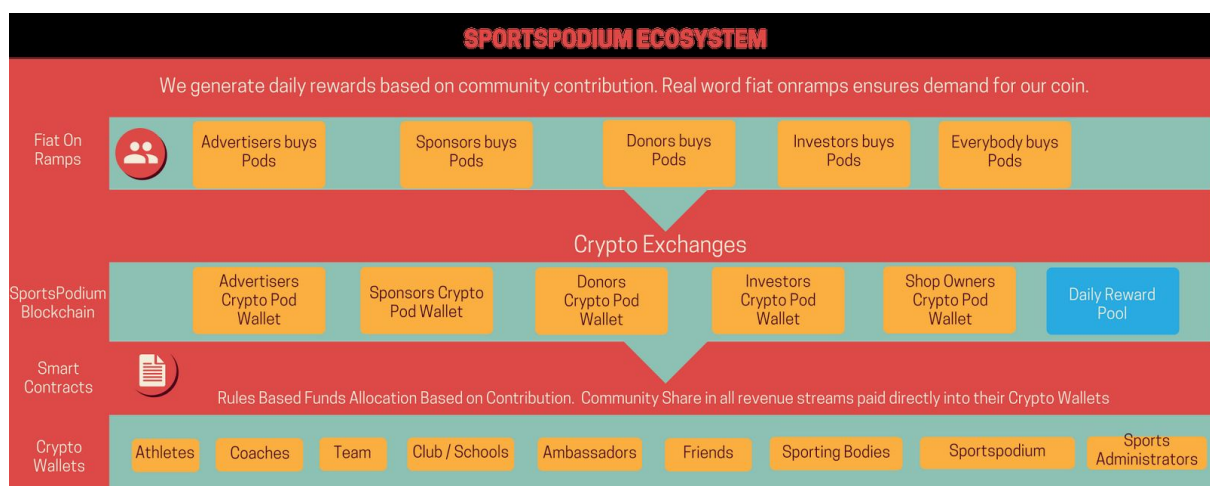 SPORTSPODIUM ECOSYSTEM
We generate daily rewards based on community contribution. Real word fiat onramps ensures demand for our coin.
Fiat On
Ramps
Advertisers buys
Pods
Sponsors buys
Pods
Donors buys
Pods
Investors buys
Pods
Everybody buys
Pods
Crypto Exchanges
SportsPodium
Blockchain
Advertisers
Crypto Pod
Wallet
Sponsors Crypto
Pod Wallet
Donors
Crypto Pod
Wallet
Investors
Crypto Pod
Wallet
Shop Owners
Crypto Pod
Wallet
Daily Reward
Pool
Smart
Contracts
Rules Based Funds Allocation Based on Contribution. Community Share in all revenue streams paid directly into their Crypto Wallets
Crypto
Wallets
Athletes
Coaches
Team
Club / Schools
Ambassadors
Friends
Sporting Bodies
Sportspodium
Sports
Administrators